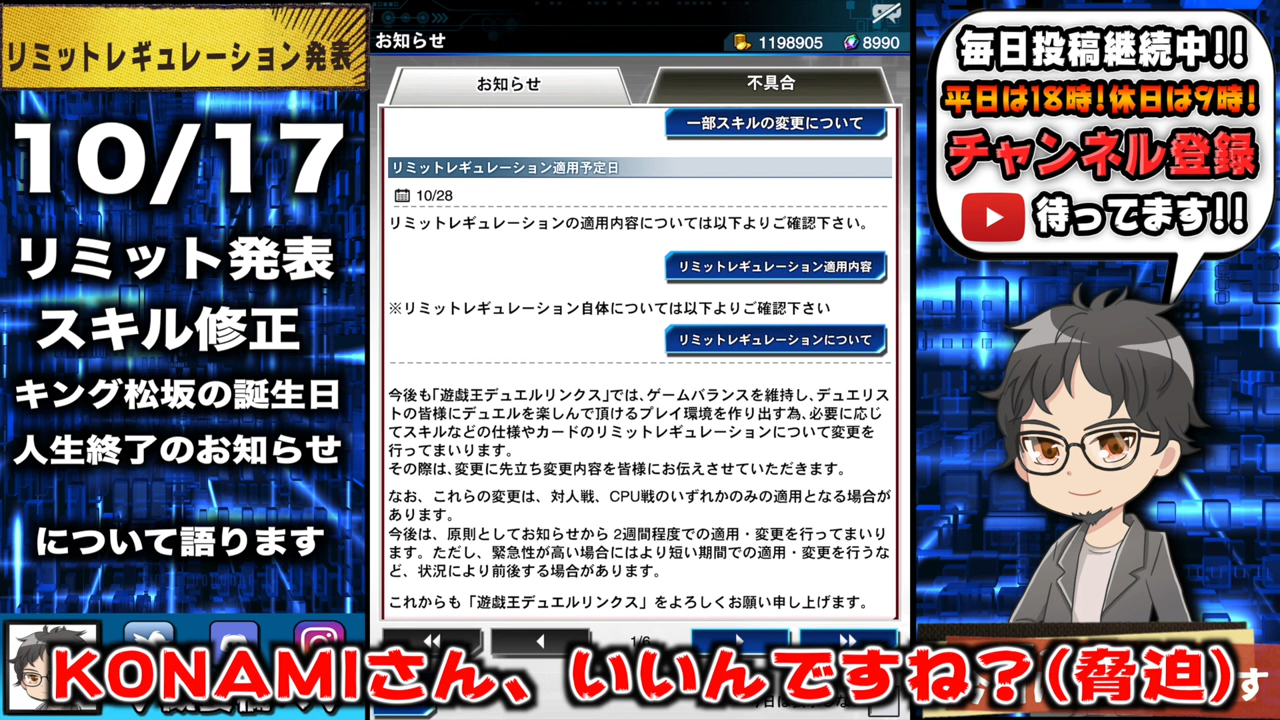 リミットレギュレーション発表
10/17
リミット発表
スキル修正
キング松坂の誕生日
人生終了のお知らせ
について語ります
お知らせ
1198905
8990
お知らせ
不具合
一部スキルの変更について
リミットレギュレーション適用予定日
10/28
リミットレギュレーションの適用内容については以下よりご確認下さい。
リミットレギュレーション適用内容
※リミットレギュレーション自体については以下よりご確認下さい
リミットレギュレーションについて
今後も「遊戯王デュエルリンクス」では、ゲームバランスを維持し、デュエリス
トの皆様にデュエルを楽しんで頂けるプレイ環境を作り出す為、必要に応じ
てスキルなどの仕様やカードのリミットレギュレーションについて変更を
行ってまいります。
その際は、変更に先立ち変更内容を皆様にお伝えさせていただきます。
なお、これらの変更は、対人戦、CPU戦のいずれかのみの適用となる場合が
あります。
今後は、原則としてお知らせから 2週間程度での適用・変更を行ってまいり
ます。ただし、緊急性が高い場合にはより短い期間での適用・変更を行うな
ど、状況により前後する場合があります。
これからも「遊戯王デュエルリンクス」をよろしくお願い申し上げます。
1/6
毎日投稿継続中!!
平日は18時!休日は9時!
チャンネル登録
待ってます!!
KONAMIさん、いいんですね?(脅迫)
す